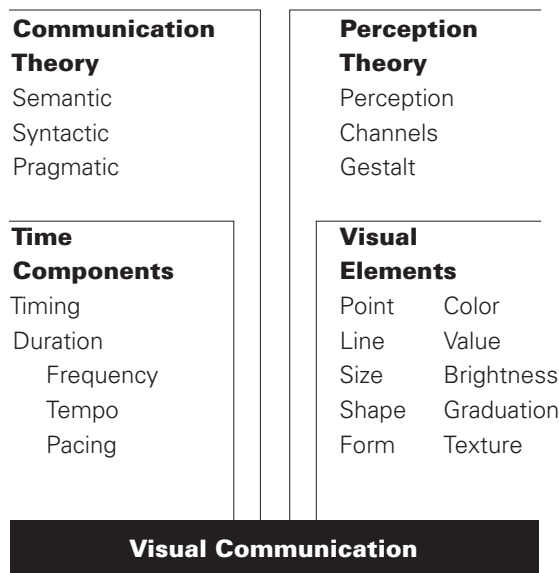 Communication
Theory
Semantic
Syntactic
Pragmatic
Perception
Theory
Perception
Channels
Gestalt
Time
Components
Timing
Duration
Frequency
Tempo
Pacing
Visual
Elements
Point Color
Line Value
Size Brightness
Shape Graduation
Form Texture
Visual Communication